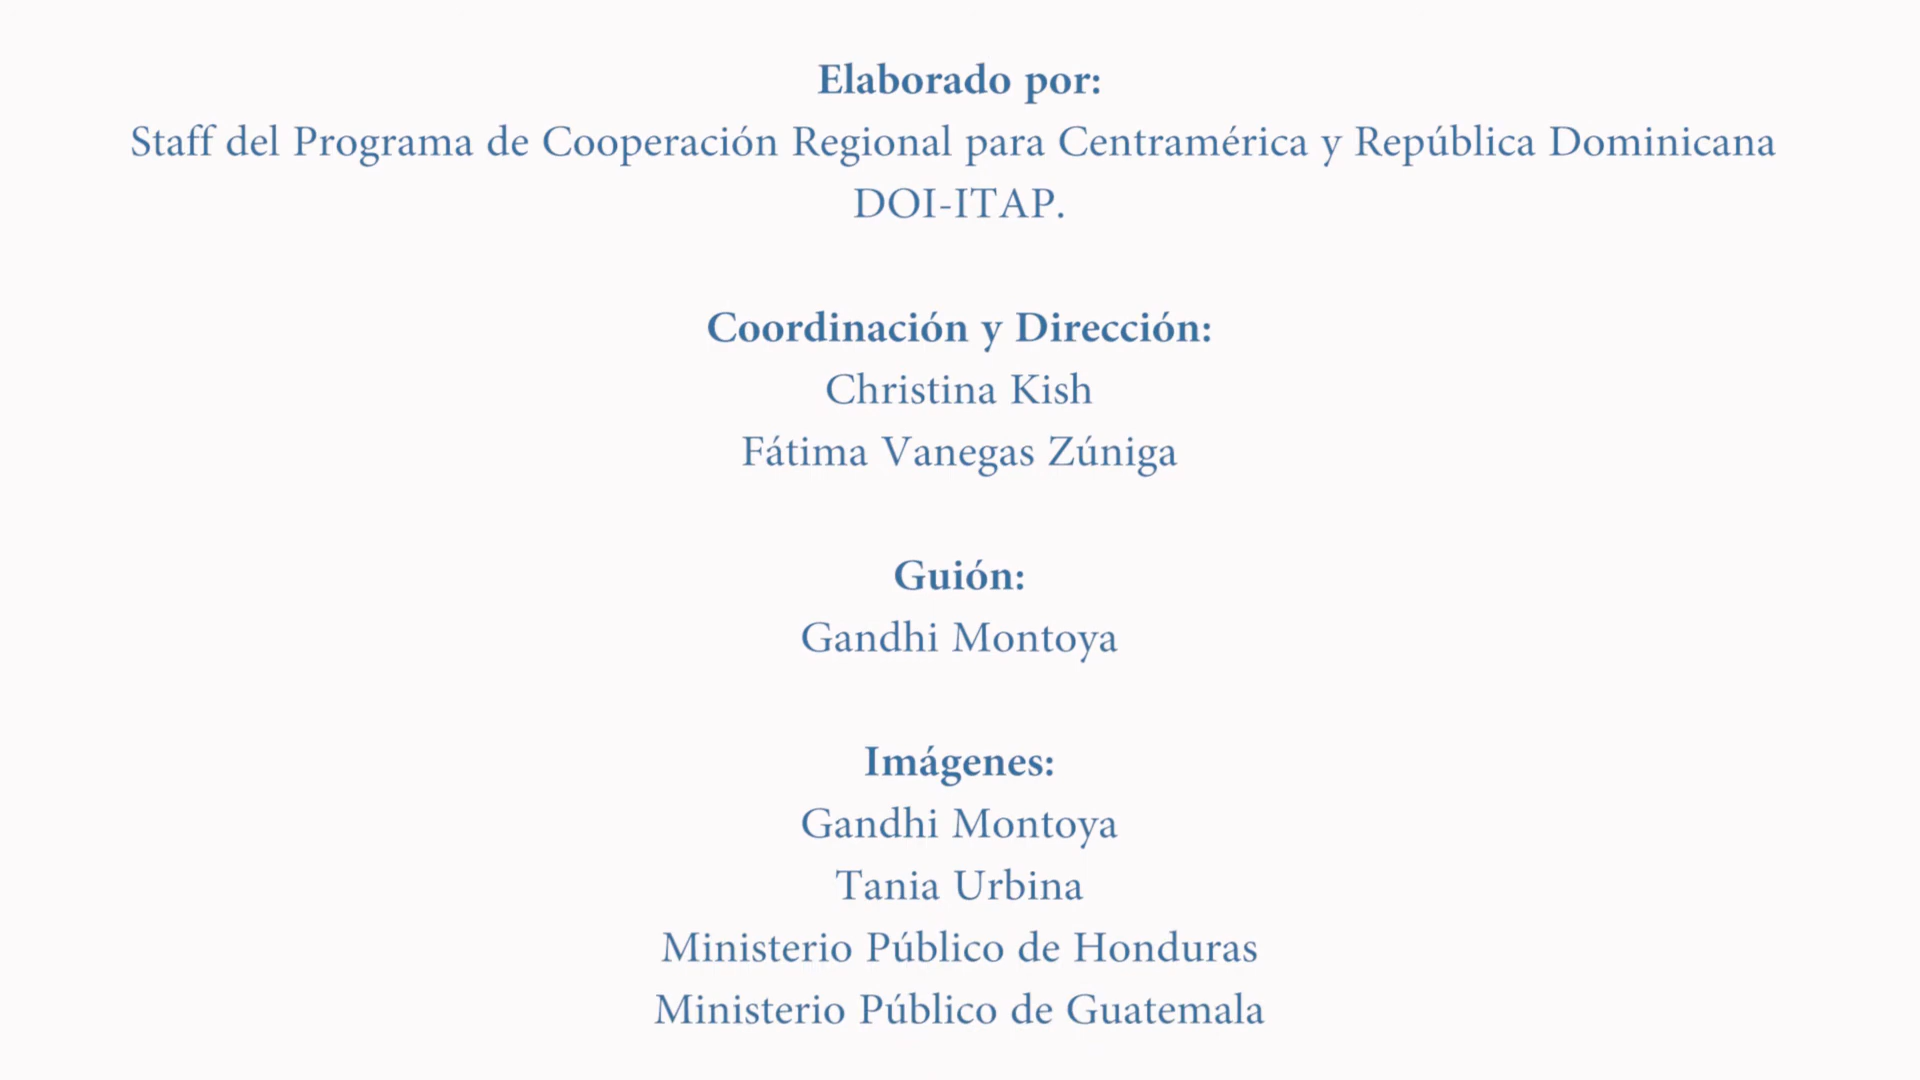 Elaborado por:
Staff del Programa de Cooperación Regional para Centramérica y República Dominicana
DOI-ITAP.
Coordinación y Dirección:
Christina Kish
Fátima Vanegas Zúniga
Guión:
Gandhi Montoya
Imágenes:
Gandhi Montoya
Tania Urbina
Ministerio Público de Honduras
Ministerio Público de Guatemala